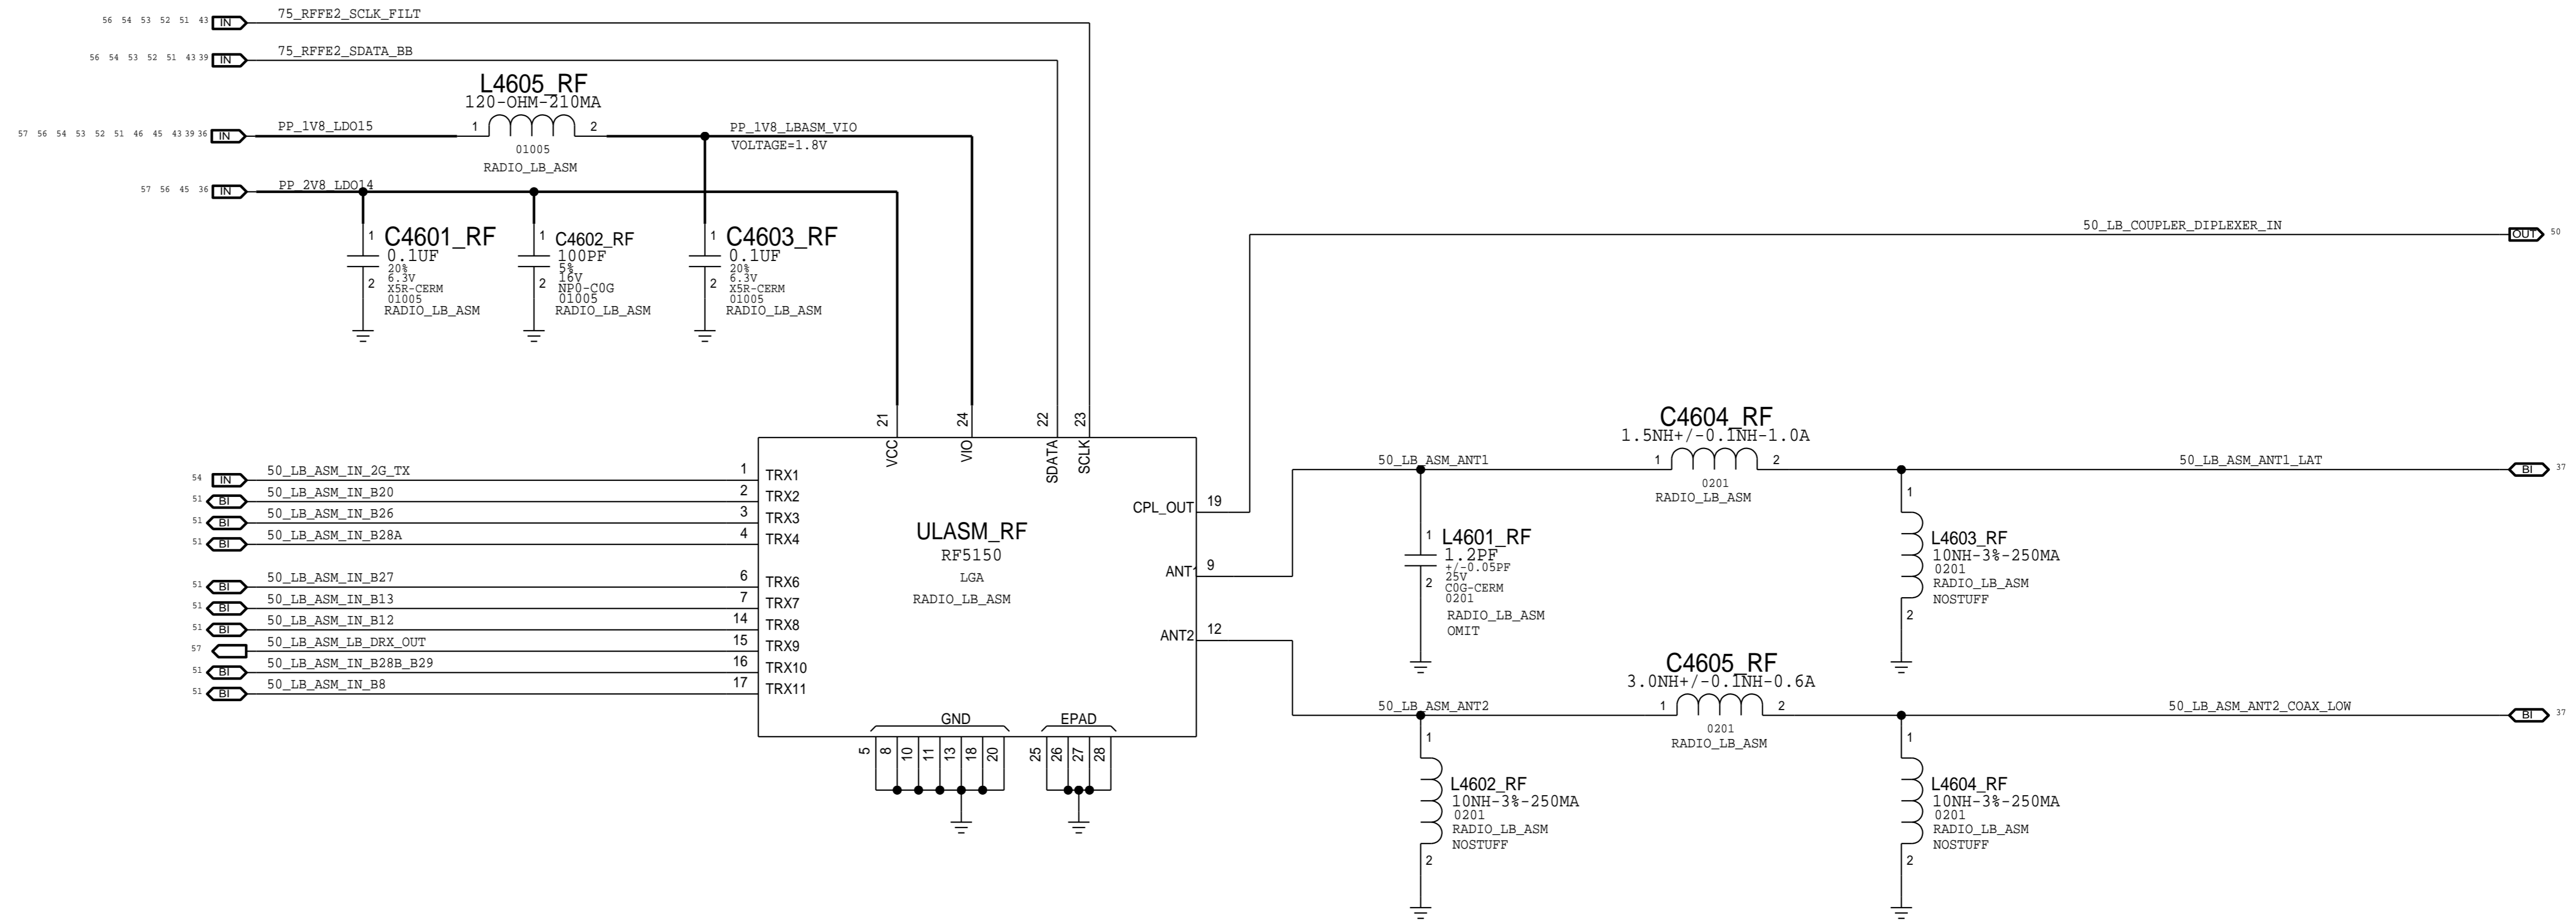 56 54 53 52 51 43 IN 75_RFFE2_SCLK_FILT
56 54 53 52 51 43 39 IN 75_RFFE2_SDATA_BB
L4605_RF
120-OHM-210MA
57 56 54 53 52 51 46 45 43 39 36 IN PP_1V8_LDO15 1 2 PP_1V8_LBASM_VIO
VOLTAGE=1.8V
01005
RADIO_LB_ASM
57 56 45 36 IN PP_2V8_LDO14
1 C4601_RF
0.1UF
20%
6.3V
2 X5R-CERM
01005
RADIO_LB_ASM
1 C4602_RF
100PF
5%
16V
2 NP0-C0G
01005
RADIO_LB_ASM
1 C4603_RF
0.1UF
20%
6.3V
2 X5R-CERM
01005
RADIO_LB_ASM
50_LB_COUPLER_DIPLEXER_IN OUT 50
21 24 22 23
VCC VIO SDATA SCLK
54 IN 50_LB_ASM_IN_2G_TX 1 TRX1
51 BI 50_LB_ASM_IN_B20 2 TRX2
51 BI 50_LB_ASM_IN_B26 3 TRX3
51 BI 50_LB_ASM_IN_B28A 4 TRX4
51 BI 50_LB_ASM_IN_B27 6 TRX6
51 BI 50_LB_ASM_IN_B13 7 TRX7
51 BI 50_LB_ASM_IN_B12 14 TRX8
57 50_LB_ASM_LB_DRX_OUT 15 TRX9
51 BI 50_LB_ASM_IN_B28B_B29 16 TRX10
51 BI 50_LB_ASM_IN_B8 17 TRX11
ULASM_RF
RF5150
LGA
RADIO_LB_ASM
CPL_OUT 19
ANT1 9
ANT2 12
GND EPAD
5 8 10 11 13 18 20 25 26 27 28
C4604_RF
1.5NH+/-0.1NH-1.0A
50_LB_ASM_ANT1 1 2 50_LB_ASM_ANT1_LAT BI 37
0201
RADIO_LB_ASM
1 L4601_RF
1.2PF
+/-0.05PF
25V
2 C0G-CERM
0201
RADIO_LB_ASM
OMIT
1
L4603_RF
10NH-3%-250MA
0201
RADIO_LB_ASM
NOSTUFF
2
C4605_RF
3.0NH+/-0.1NH-0.6A
50_LB_ASM_ANT2 1 2 50_LB_ASM_ANT2_COAX_LOW BI 37
0201
RADIO_LB_ASM
1
L4602_RF
10NH-3%-250MA
0201
RADIO_LB_ASM
NOSTUFF
2
1
L4604_RF
10NH-3%-250MA
0201
RADIO_LB_ASM
NOSTUFF
2